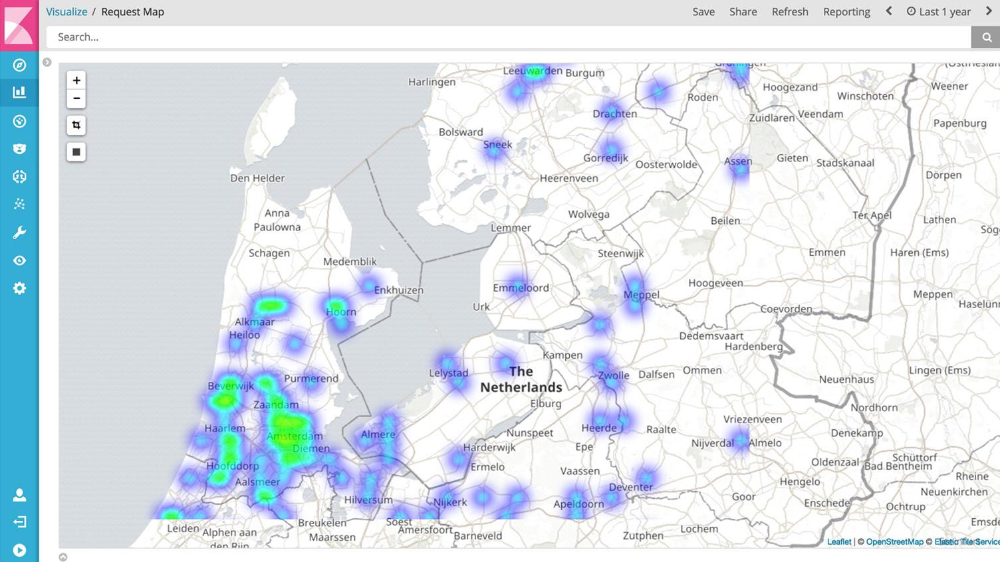 Visualize / Request Map
Save Share Refresh Reporting Last 1 year
Search...
+
−
Leeuwarden
Burgum
Groningen
Harlingen
Hoogezand
Weener
Roden
Winschoten
Drachten
Zuidlaren
Veendam
Papenburg
Bolsward
Sneek
Gorredijk
Oosterwolde
Assen
Gieten
Stadskanaal
Den Helder
Heerenveen
Dörpen
Anna
Paulowna
Wolvega
Beilen
Ter Apel
Lathen
Lemmer
Schagen
Steenwijk
Emmen
Haren (Ems)
Medemblik
Enkhuizen
Emmeloord
Meppel
Hoogeveen
Meppen
Urk
Hoorn
Coevorden
Alkmaar
Heiloo
Dedemsvaart
Hardenberg
Kampen
Lelystad
The
Netherlands
Zwolle
Dalfsen
Ommen
Lingen (Ems)
Beverwijk
Purmerend
Neuenhaus
Zaandam
Elburg
Nordhorn
Haarlem
Amsterdam
Diemen
Almere
Nunspeet
Heerde
Raalte
Vriezenveen
Denekamp
Harderwijk
Epe
Nijverdal
Almelo
Hoofddorp
Ermelo
Vaassen
Oldenzaal
Schüttorf
Bad Bentheim
Aalsmeer
Deventer
Hengelo
Rheine
Neuenkirchen
Hilversum
Nijkerk
Apeldoorn
Goor
Enschede
Ochtrup
Leiden
Alphen aan
den Rijn
Breukelen
Maarssen
Soest
Amersfoort
Barneveld
Zutphen
Lochem
Leaflet | © OpenStreetMap © Elastic Tile Service